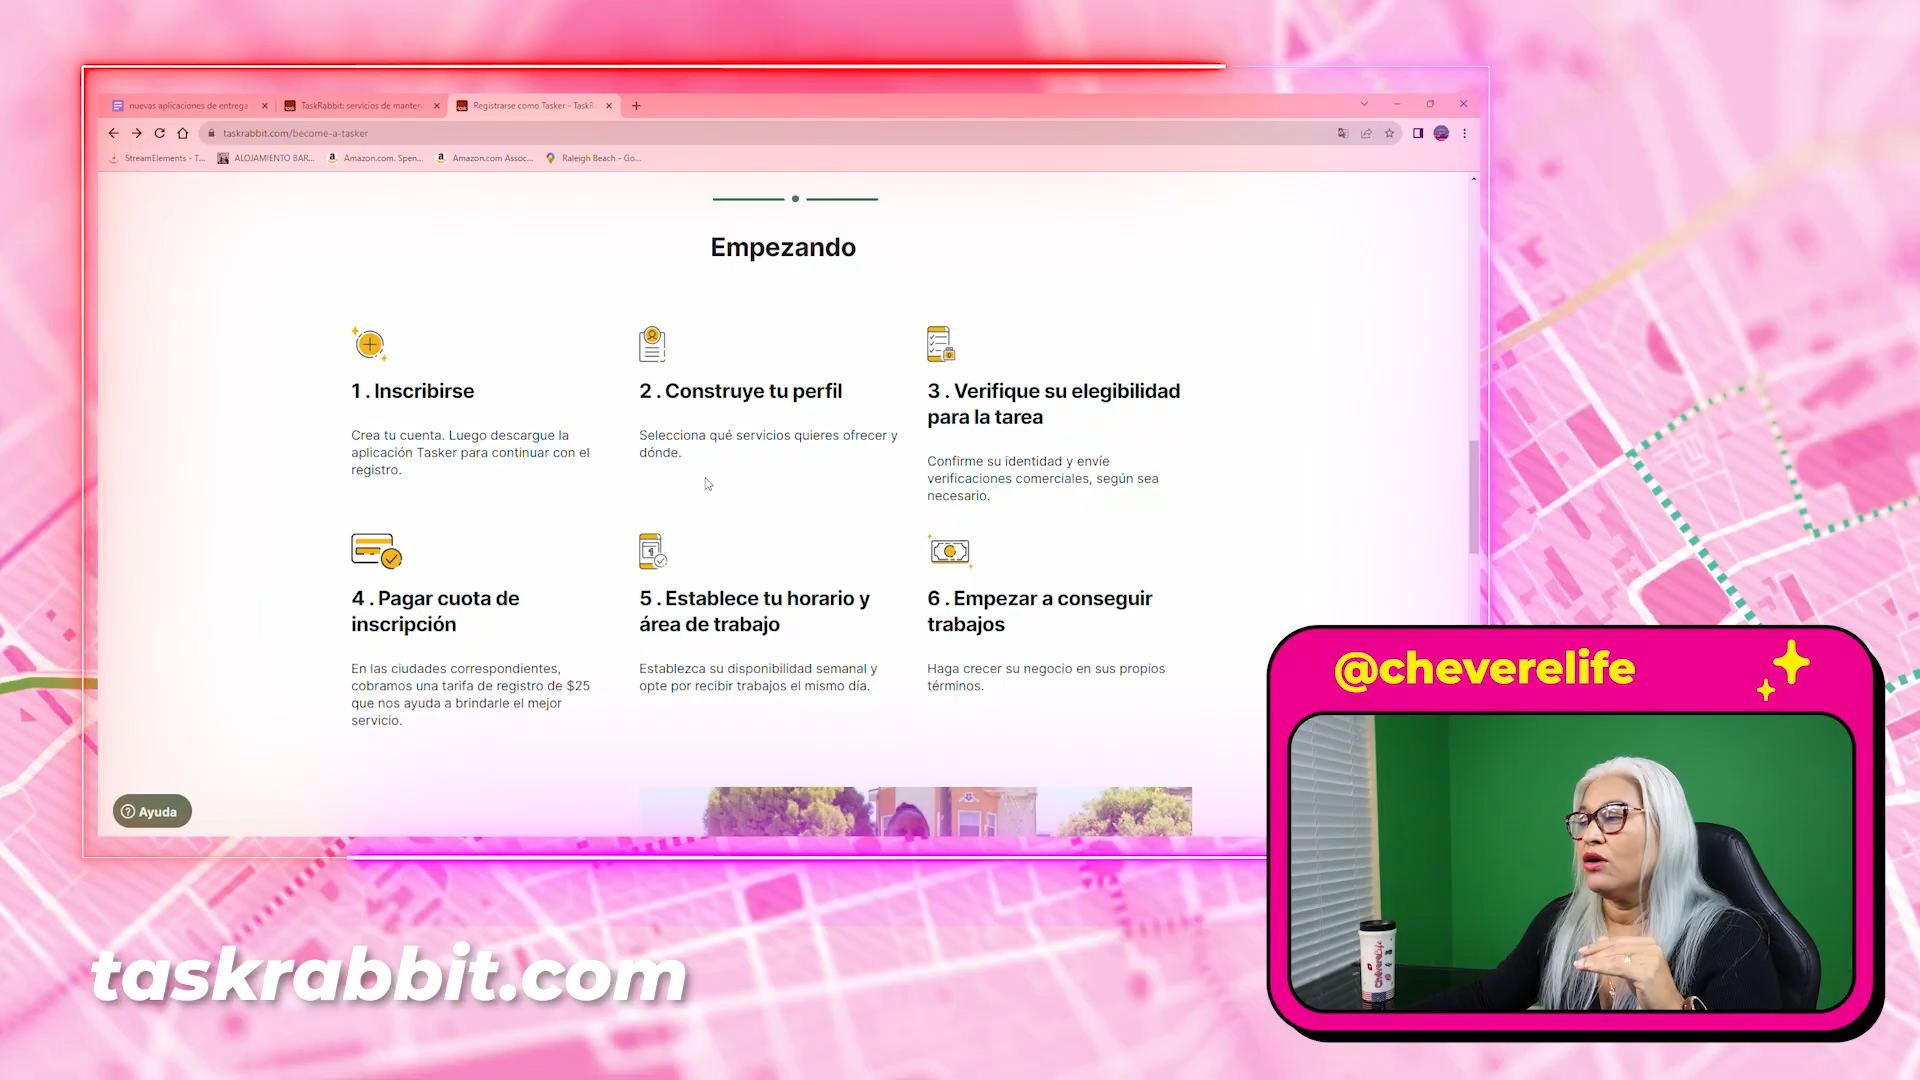 nuevas aplicaciones de entrega
TaskRabbit: servicios de manten
Registrarse como Tasker - TaskR
taskrabbit.com/become-a-tasker
StreamElements - T...
ALOJAMIENTO BAR...
Amazon.com. Spen...
Amazon.com Assoc...
Raleigh Beach - Go...
Empezando
1 . Inscribirse
Crea tu cuenta. Luego descargue la
aplicación Tasker para continuar con el
registro.
2 . Construye tu perfil
Selecciona qué servicios quieres ofrecer y
dónde.
3 . Verifique su elegibilidad
para la tarea
Confirme su identidad y envíe
verificaciones comerciales, según sea
necesario.
4 . Pagar cuota de
inscripción
En las ciudades correspondientes,
cobramos una tarifa de registro de $25
que nos ayuda a brindarle el mejor
servicio.
5 . Establece tu horario y
área de trabajo
Establezca su disponibilidad semanal y
opte por recibir trabajos el mismo día.
6 . Empezar a conseguir
trabajos
Haga crecer su negocio en sus propios
términos.
Ayuda
@cheverelife
CheverLife
taskrabbit.com